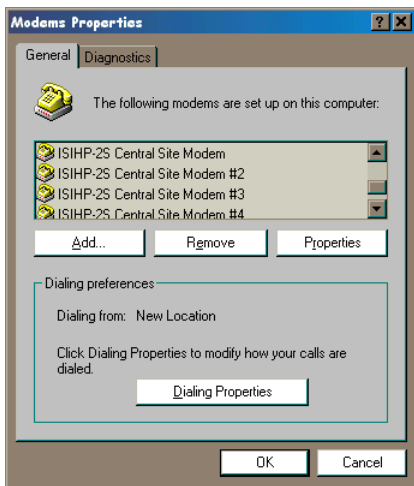 Modems Properties
General Diagnostics
The following modems are set up on this computer:
ISIHP-2S Central Site Modem
ISIHP-2S Central Site Modem #2
ISIHP-2S Central Site Modem #3
ISIHP-2S Central Site Modem #4
Add... Remove Properties
Dialing preferences
Dialing from: New Location
Click Dialing Properties to modify how your calls are
dialed.
Dialing Properties
OK Cancel